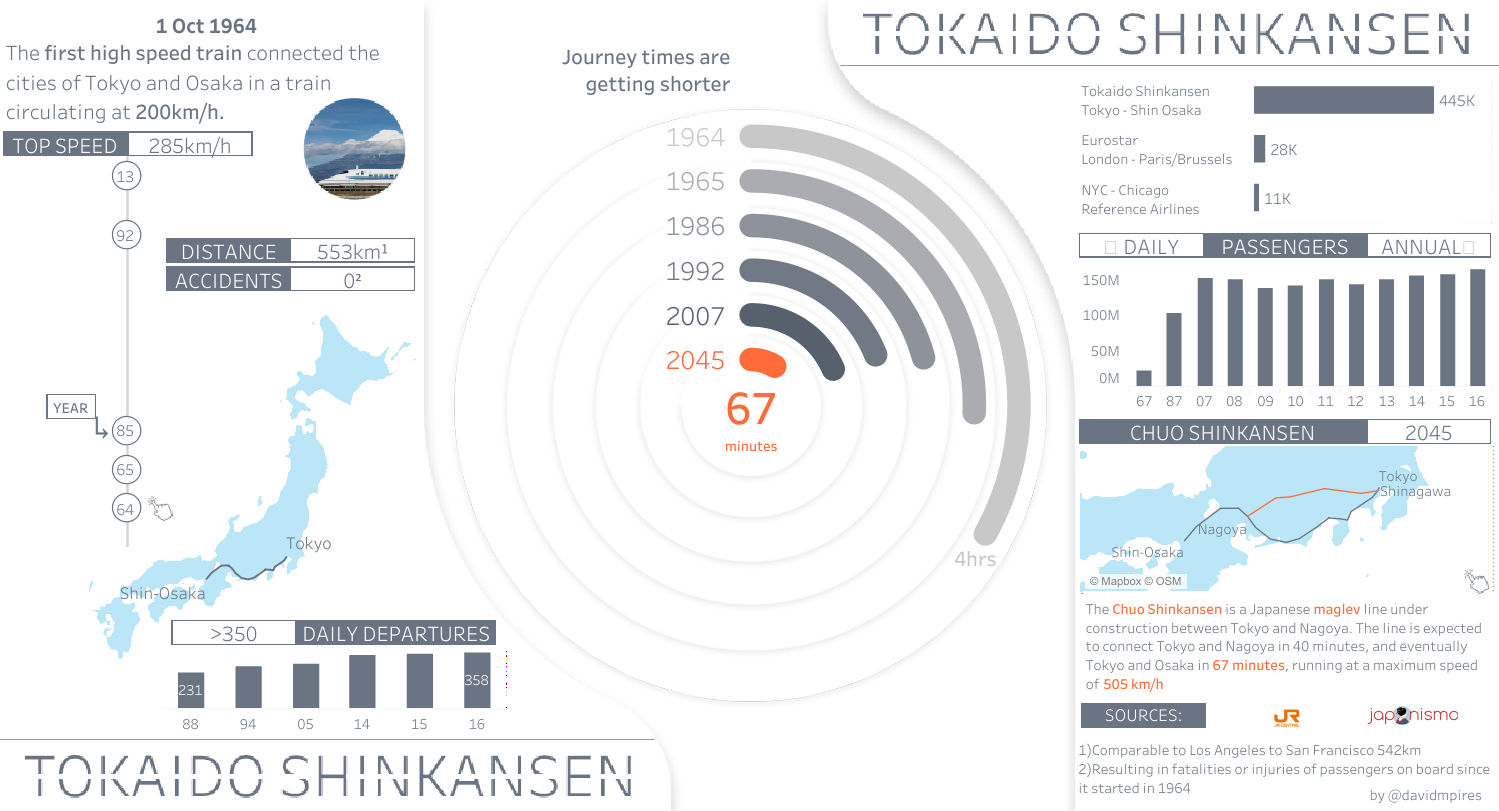 1 Oct 1964
The first high speed train connected the
cities of Tokyo and Osaka in a train
circulating at 200km/h.
TOP SPEED 285km/h
13
92
DISTANCE 553km¹
ACCIDENTS 0²
YEAR
85
65
64
Tokyo
Shin-Osaka
>350 DAILY DEPARTURES
231
358
88 94 05 14 15 16
TOKAIDO SHINKANSEN
Journey times are
getting shorter
1964
1965
1986
1992
2007
2045
67
minutes
4hrs
TOKAIDO SHINKANSEN
Tokaido Shinkansen
Tokyo - Shin Osaka
445K
Eurostar
London - Paris/Brussels
28K
NYC - Chicago
Reference Airlines
11K
DAILY PASSENGERS ANNUAL
150M
100M
50M
0M
67 87 07 08 09 10 11 12 13 14 15 16
CHUO SHINKANSEN 2045
Tokyo
Shinagawa
Nagoya
Shin-Osaka
© Mapbox © OSM
The Chuo Shinkansen is a Japanese maglev line under
construction between Tokyo and Nagoya. The line is expected
to connect Tokyo and Nagoya in 40 minutes, and eventually
Tokyo and Osaka in 67 minutes, running at a maximum speed
of 505 km/h
SOURCES:
JR
JR CENTRAL
japonismo
1)Comparable to Los Angeles to San Francisco 542km
2)Resulting in fatalities or injuries of passengers on board since
it started in 1964
by @davidmpires